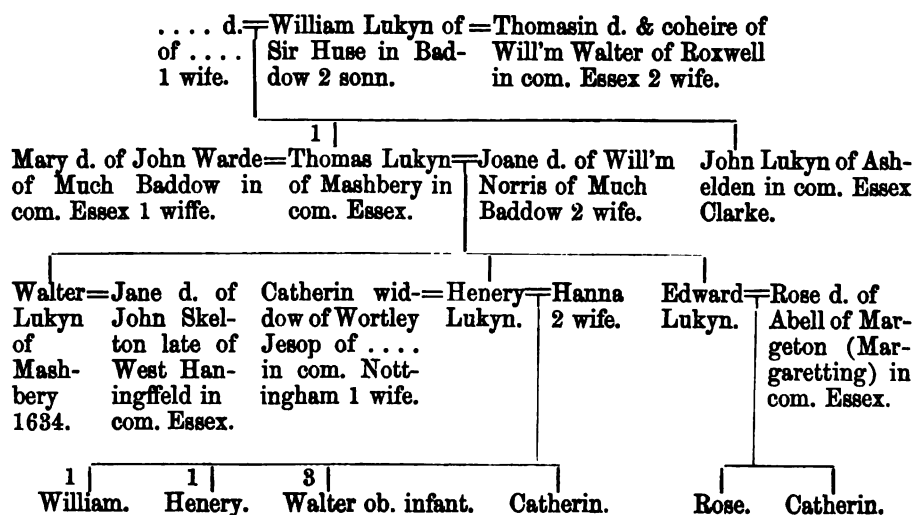 .... d.=William Lukyn of=Thomasin d. & coheire of
of .... Sir Huse in Bad- Will'm Walter of Roxwell
1 wife. dow 2 sonn. in com. Essex 2 wife.
1
Mary d. of John Warde=Thomas Lukyn=Joane d. of Will'm John Lukyn of Ash-
of Much Baddow in of Mashbery in Norris of Much elden in com. Essex
com. Essex 1 wiffe. com. Essex. Baddow 2 wife. Clarke.
Walter=Jane d. of Catherin wid-=Henery=Hanna Edward=Rose d. of
Lukyn John Skel- dow of Wortley Lukyn. 2 wife. Lukyn. Abell of Mar-
of ton late of Jesop of .... geton (Mar-
Mash- West Han- in com. Nott- garetting) in
bery ingffeld in ingham 1 wife. com. Essex.
1634. com. Essex.
1 1 3
William. Henery. Walter ob. infant. Catherin. Rose. Catherin.